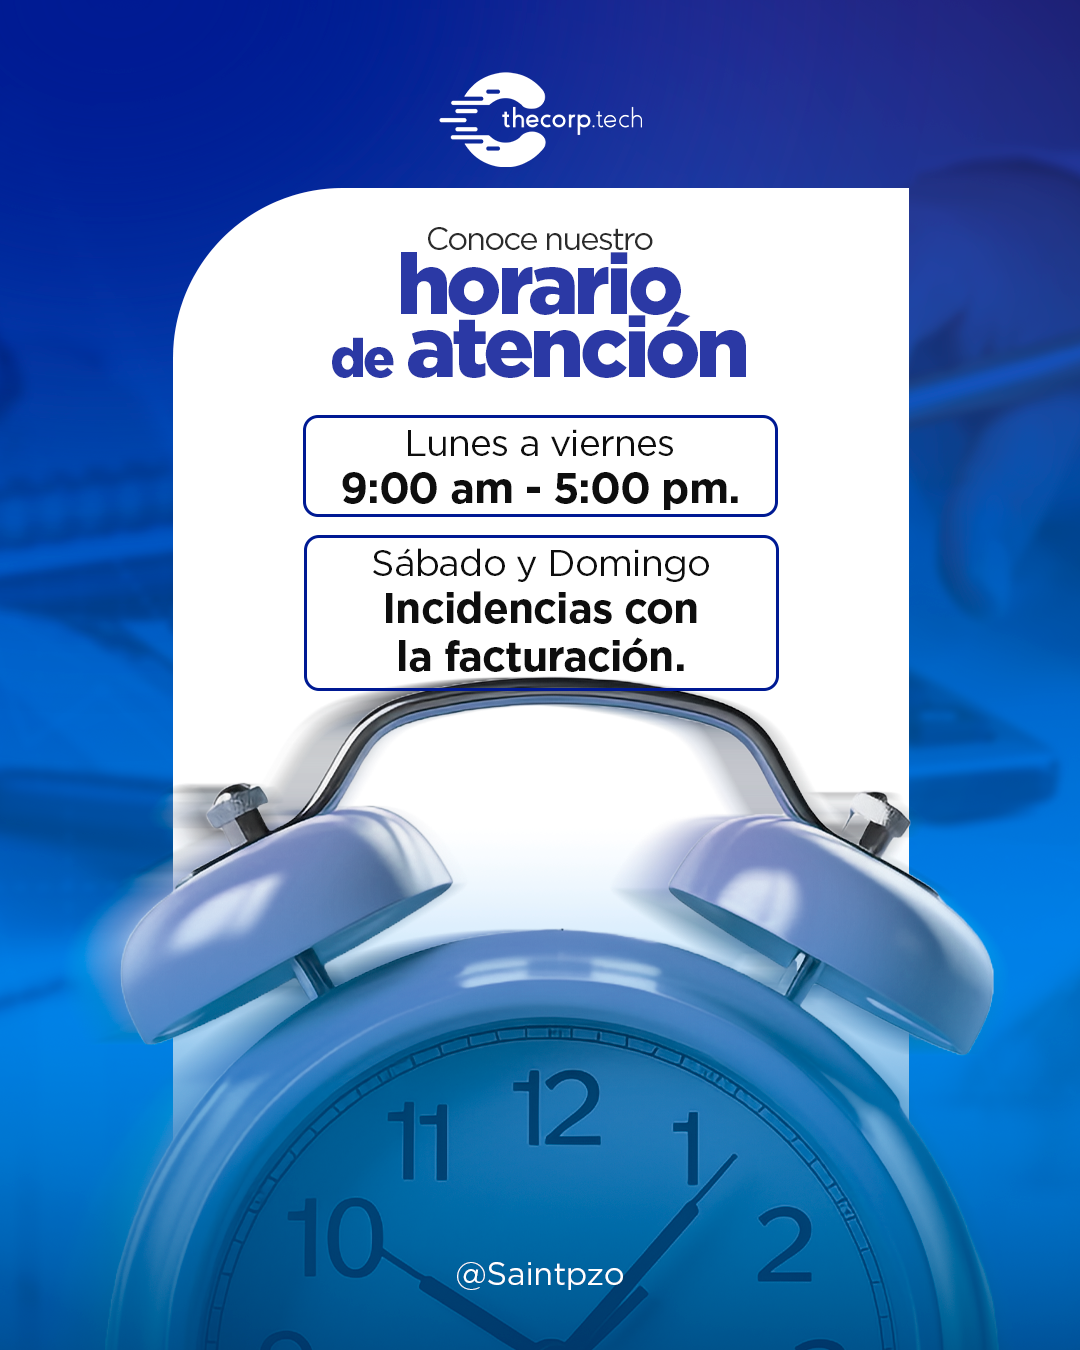 thecorp.tech
Conoce nuestro
horario
de atención
Lunes a viernes
9:00 am - 5:00 pm.
Sábado y Domingo
Incidencias con
la facturación.
12
11
1
10
2
@Saintpzo